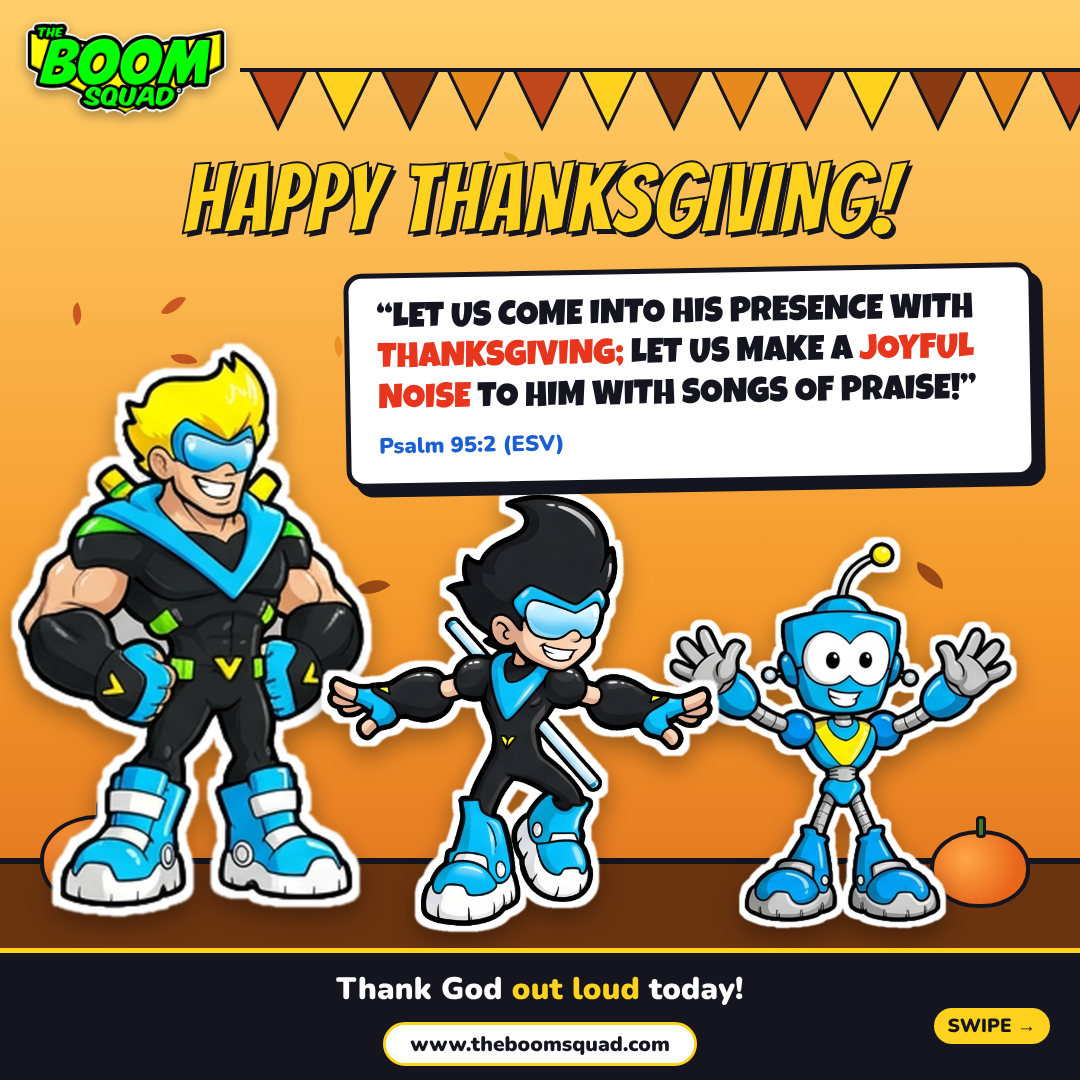 THE
BOOM
SQUAD
HAPPY THANKSGIVING!
“LET US COME INTO HIS PRESENCE WITH
THANKSGIVING; LET US MAKE A JOYFUL
NOISE TO HIM WITH SONGS OF PRAISE!”
Psalm 95:2 (ESV)
Thank God out loud today!
www.theboomsquad.com
SWIPE →